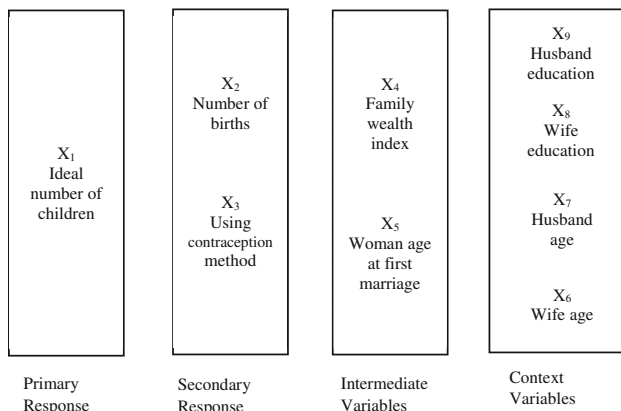 X₁
Ideal
number of
children
X₂
Number of
births
X₃
Using
contraception
method
X₄
Family
wealth
index
X₅
Woman age
at first
marriage
X₉
Husband
education
X₈
Wife
education
X₇
Husband
age
X₆
Wife age
Primary
Response
Secondary
Response
Intermediate
Variables
Context
Variables